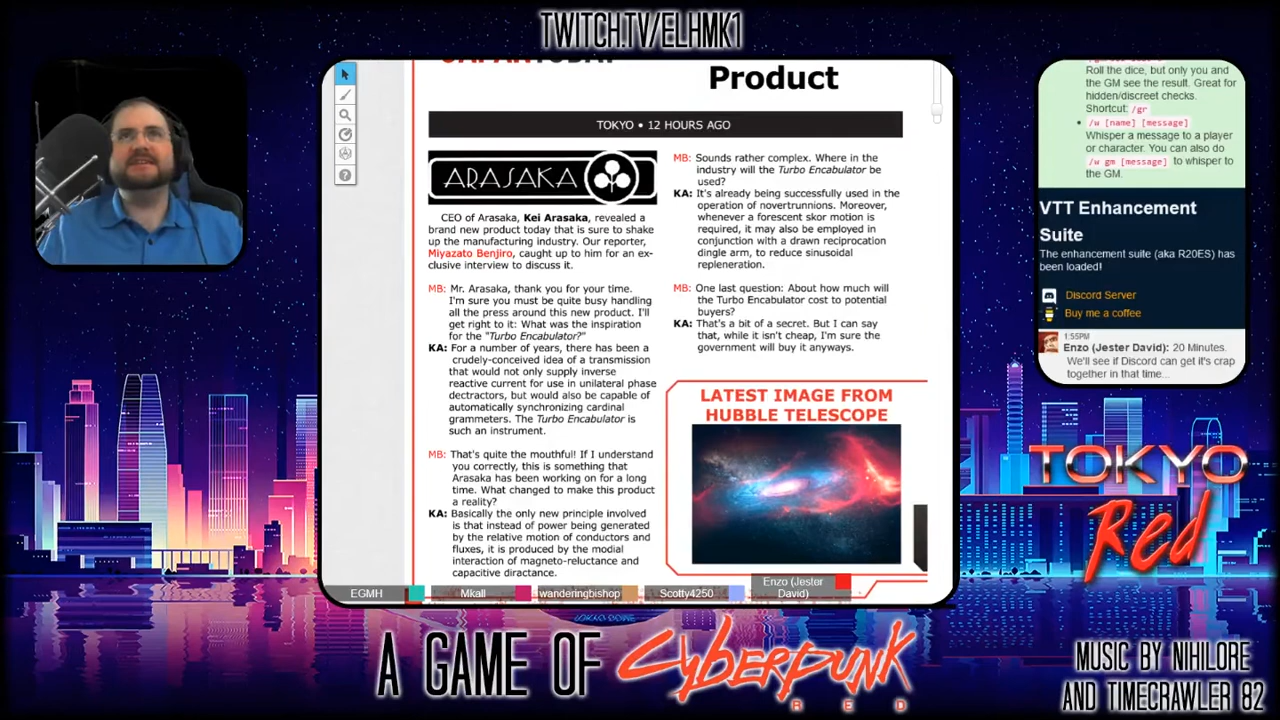 TWITCH.TV/ELHMK1
Product
TOKYO • 12 HOURS AGO
ARASAKA
CEO of Arasaka, Kei Arasaka, revealed a
brand new product today that is sure to shake
up the manufacturing industry. Our reporter,
Miyazato Benjiro, caught up to him for an ex-
clusive interview to discuss it.
MB: Mr. Arasaka, thank you for your time.
I'm sure you must be quite busy handling
all the press around this new product. I'll
get right to it: What was the inspiration
for the "Turbo Encabulator?"
KA: For a number of years, there has been a
crudely-conceived idea of a transmission
that would not only supply inverse
reactive current for use in unilateral phase
dectractors, but would also be capable of
automatically synchronizing cardinal
grammeters. The Turbo Encabulator is
such an instrument.
MB: That's quite the mouthful! If I understand
you correctly, this is something that
Arasaka has been working on for a long
time. What changed to make this product
a reality?
KA: Basically the only new principle involved
is that instead of power being generated
by the relative motion of conductors and
fluxes, it is produced by the modial
interaction of magneto-reluctance and
capacitive diractance.
MB: Sounds rather complex. Where in the
industry will the Turbo Encabulator be
used?
KA: It's already being successfully used in the
operation of novertrunnions. Moreover,
whenever a forescent skor motion is
required, it may also be employed in
conjunction with a drawn reciprocation
dingle arm, to reduce sinusoidal
repleneration.
MB: One last question: About how much will
the Turbo Encabulator cost to potential
buyers?
KA: That's a bit of a secret. But I can say
that, while it isn't cheap, I'm sure the
government will buy it anyways.
LATEST IMAGE FROM
HUBBLE TELESCOPE
EGMH
Mkall
wanderingbishop
Scotty4250
Enzo (Jester
David)
Roll the dice, but only you and
the GM see the result. Great for
hidden/discreet checks.
Shortcut: /gr
• /w [name] [message]
Whisper a message to a player
or character. You can also do
/w gm [message] to whisper to
the GM.
VTT Enhancement
Suite
The enhancement suite (aka R20ES) has
been loaded!
Discord Server
Buy me a coffee
1:55PM
Enzo (Jester David): 20 Minutes.
We'll see if Discord can get it's crap
together in that time...
TOKYO
Red
A GAME OF Cyberpunk
RED
MUSIC BY NIHILORE
AND TIMECRAWLER 82